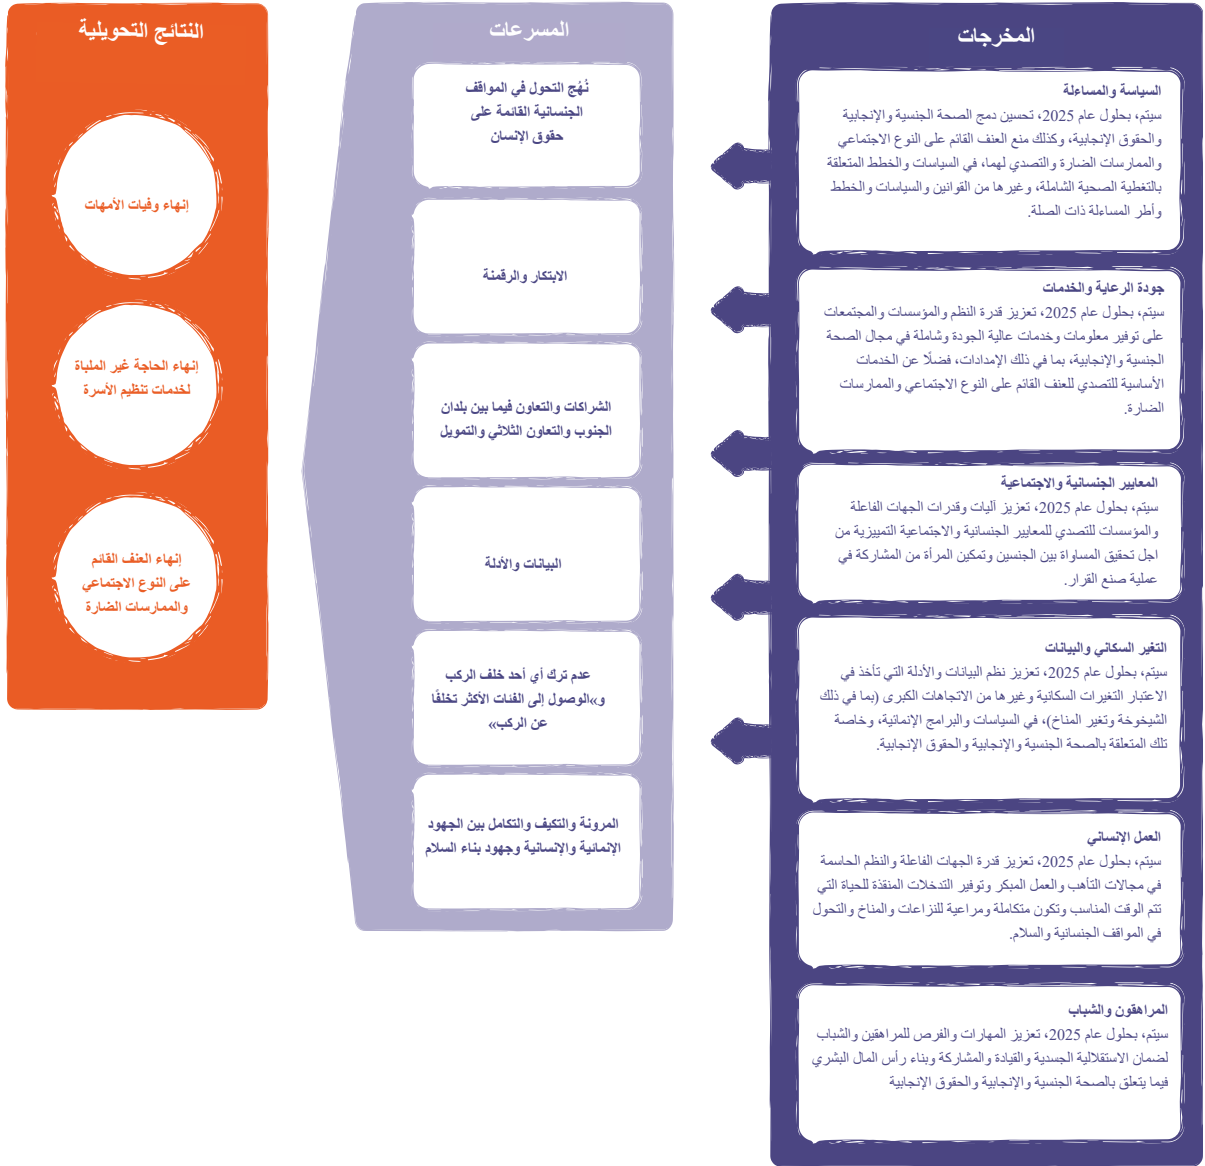 المخرجات
السياسة والمساءلة
سيتم، بحلول عام 2025، تحسين دمج الصحة الجنسية والإنجابية
والحقوق الإنجابية، وكذلك منع العنف القائم على النوع الاجتماعي
والممارسات الضارة والتصدي لهما، في السياسات والخطط المتعلقة
بالتغطية الصحية الشاملة، وغيرها من القوانين والسياسات والخطط
وأطر المساءلة ذات الصلة.
جودة الرعاية والخدمات
سيتم، بحلول عام 2025، تعزيز قدرة النظم والمؤسسات والمجتمعات
على توفير معلومات وخدمات عالية الجودة وشاملة في مجال الصحة
الجنسية والإنجابية، بما في ذلك الإمدادات، فضلًا عن الخدمات
الأساسية للتصدي للعنف القائم على النوع الاجتماعي والممارسات
الضارة.
المعايير الجنسانية والاجتماعية
سيتم، بحلول عام 2025، تعزيز آليات وقدرات الجهات الفاعلة
والمؤسسات للتصدي للمعايير الجنسانية والاجتماعية التمييزية من
اجل تحقيق المساواة بين الجنسين وتمكين المرأة من المشاركة في
عملية صنع القرار.
التغير السكاني والبيانات
سيتم، بحلول عام 2025، تعزيز نظم البيانات والأدلة التي تأخذ في
الاعتبار التغيرات السكانية وغيرها من الاتجاهات الكبرى (بما في ذلك
الشيخوخة وتغير المناخ)، في السياسات والبرامج الإنمائية، وخاصة
تلك المتعلقة بالصحة الجنسية والإنجابية والحقوق الإنجابية.
العمل الإنساني
سيتم، بحلول عام 2025، تعزيز قدرة الجهات الفاعلة والنظم الحاسمة
في مجالات التأهب والعمل المبكر وتوفير التدخلات المنقذة للحياة التي
تتم الوقت المناسب وتكون متكاملة ومراعية للنزاعات والمناخ والتحول
في المواقف الجنسانية والسلام.
المراهقون والشباب
سيتم، بحلول عام 2025، تعزيز المهارات والفرص للمراهقين والشباب
لضمان الاستقلالية الجسدية والقيادة والمشاركة وبناء رأس المال البشري
فيما يتعلق بالصحة الجنسية والإنجابية والحقوق الإنجابية
المسرعات
نُهُج التحول في المواقف
الجنسانية القائمة على
حقوق الإنسان
الابتكار والرقمنة
الشراكات والتعاون فيما بين بلدان
الجنوب والتعاون الثلاثي والتمويل
البيانات والأدلة
عدم ترك أي أحد خلف الركب
و»الوصول إلى الفئات الأكثر تخلفًا
عن الركب»
المرونة والتكيف والتكامل بين الجهود
الإنمائية والإنسانية وجهود بناء السلام
النتائج التحويلية
إنهاء وفيات الأمهات
إنهاء الحاجة غير الملباة
لخدمات تنظيم الأسرة
إنهاء العنف القائم
على النوع الاجتماعي
والممارسات الضارة